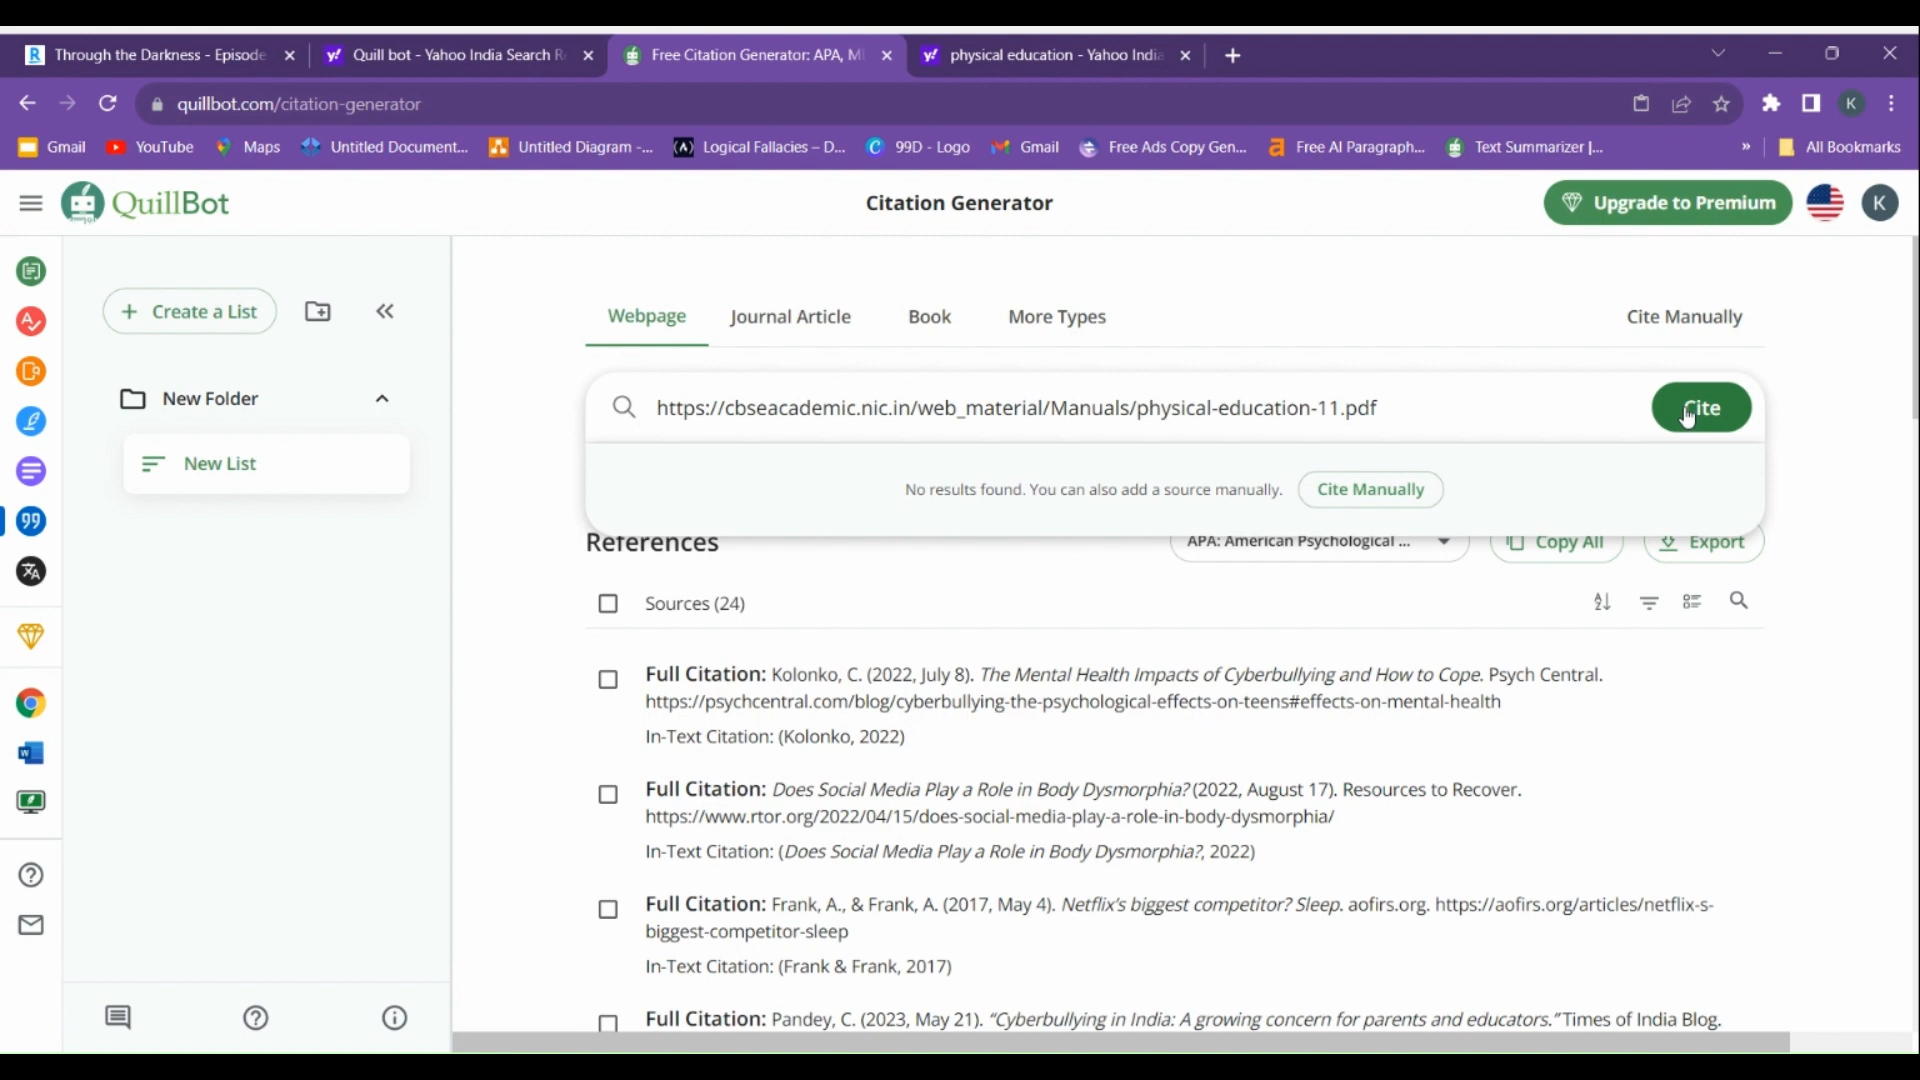 Through the Darkness - Episode
Quill bot - Yahoo India Search R
Free Citation Generator: APA, ML
physical education - Yahoo India
quillbot.com/citation-generator
K
Gmail
YouTube
Maps
Untitled Document...
Untitled Diagram -...
Logical Fallacies – D...
99D - Logo
Gmail
Free Ads Copy Gen...
Free AI Paragraph...
Text Summarizer |...
»
All Bookmarks
QuillBot
Citation Generator
Upgrade to Premium
K
+ Create a List
New Folder
New List
Webpage
Journal Article
Book
More Types
Cite Manually
https://cbseacademic.nic.in/web_material/Manuals/physical-education-11.pdf
Cite
No results found. You can also add a source manually.
Cite Manually
References
APA: American Psychological ...
Copy All
Export
Sources (24)
Full Citation: Kolonko, C. (2022, July 8). The Mental Health Impacts of Cyberbullying and How to Cope. Psych Central.
https://psychcentral.com/blog/cyberbullying-the-psychological-effects-on-teens#effects-on-mental-health
In-Text Citation: (Kolonko, 2022)
Full Citation: Does Social Media Play a Role in Body Dysmorphia? (2022, August 17). Resources to Recover.
https://www.rtor.org/2022/04/15/does-social-media-play-a-role-in-body-dysmorphia/
In-Text Citation: (Does Social Media Play a Role in Body Dysmorphia?, 2022)
Full Citation: Frank, A., & Frank, A. (2017, May 4). Netflix's biggest competitor? Sleep. aofirs.org. https://aofirs.org/articles/netflix-s-
biggest-competitor-sleep
In-Text Citation: (Frank & Frank, 2017)
Full Citation: Pandey, C. (2023, May 21). "Cyberbullying in India: A growing concern for parents and educators." Times of India Blog.